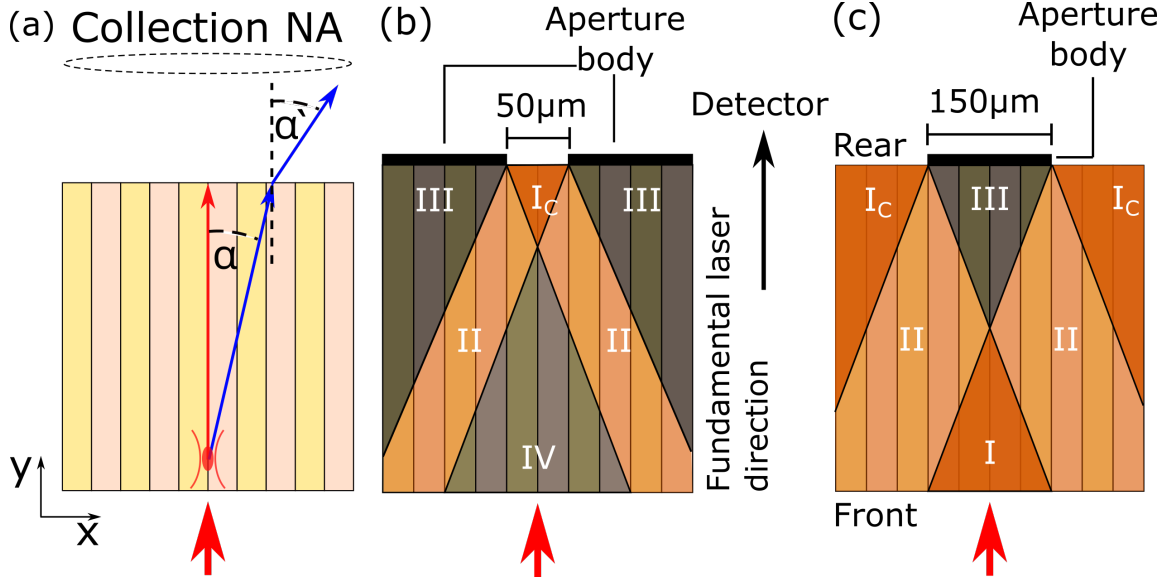 (a)
Collection NA
α`
α
y
x
(b)
Aperture
body
50µm
III
I_C
III
II
II
IV
Detector
Fundamental laser
direction
(c)
Aperture
body
150µm
Rear
I_C
III
I_C
II
II
I
Front